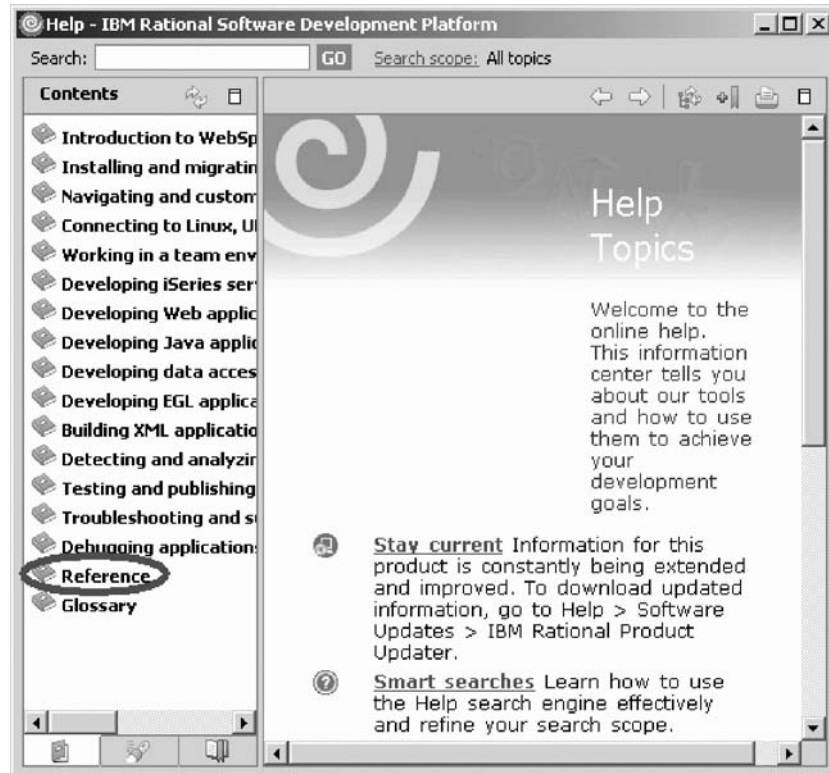 Help - IBM Rational Software Development Platform
Search:
GO
Search scope: All topics
Contents
Introduction to WebSp
Installing and migratin
Navigating and custom
Connecting to Linux, U
Working in a team env
Developing iSeries ser
Developing Web applic
Developing Java applic
Developing data acces
Developing EGL applica
Building XML applicatio
Detecting and analyzin
Testing and publishing
Troubleshooting and s
Debugging application
Reference
Glossary
Help
Topics
Welcome to the
online help.
This information
center tells you
about our tools
and how to use
them to achieve
your
development
goals.
Stay current Information for this
product is constantly being extended
and improved. To download updated
information, go to Help > Software
Updates > IBM Rational Product
Updater.
Smart searches Learn how to use
the Help search engine effectively
and refine your search scope.